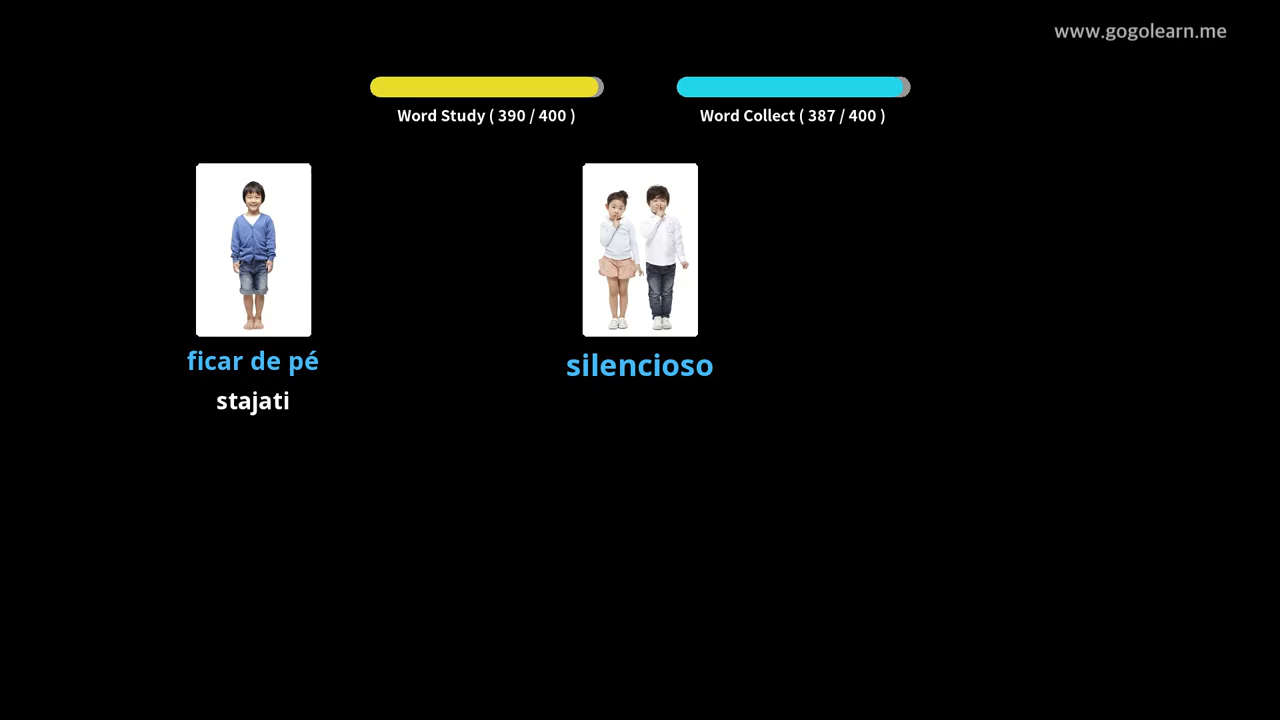 www.gogolearn.me
Word Study ( 390 / 400 )
Word Collect ( 387 / 400 )
ficar de pé
stajati
silencioso